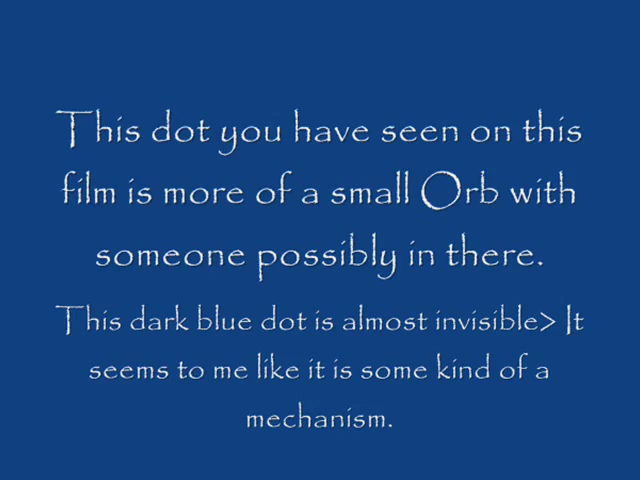 This dot you have seen on this
film is more of a small Orb with
someone possibly in there.
This dark blue dot is almost invisible> It
seems to me like it is some kind of a
mechanism.